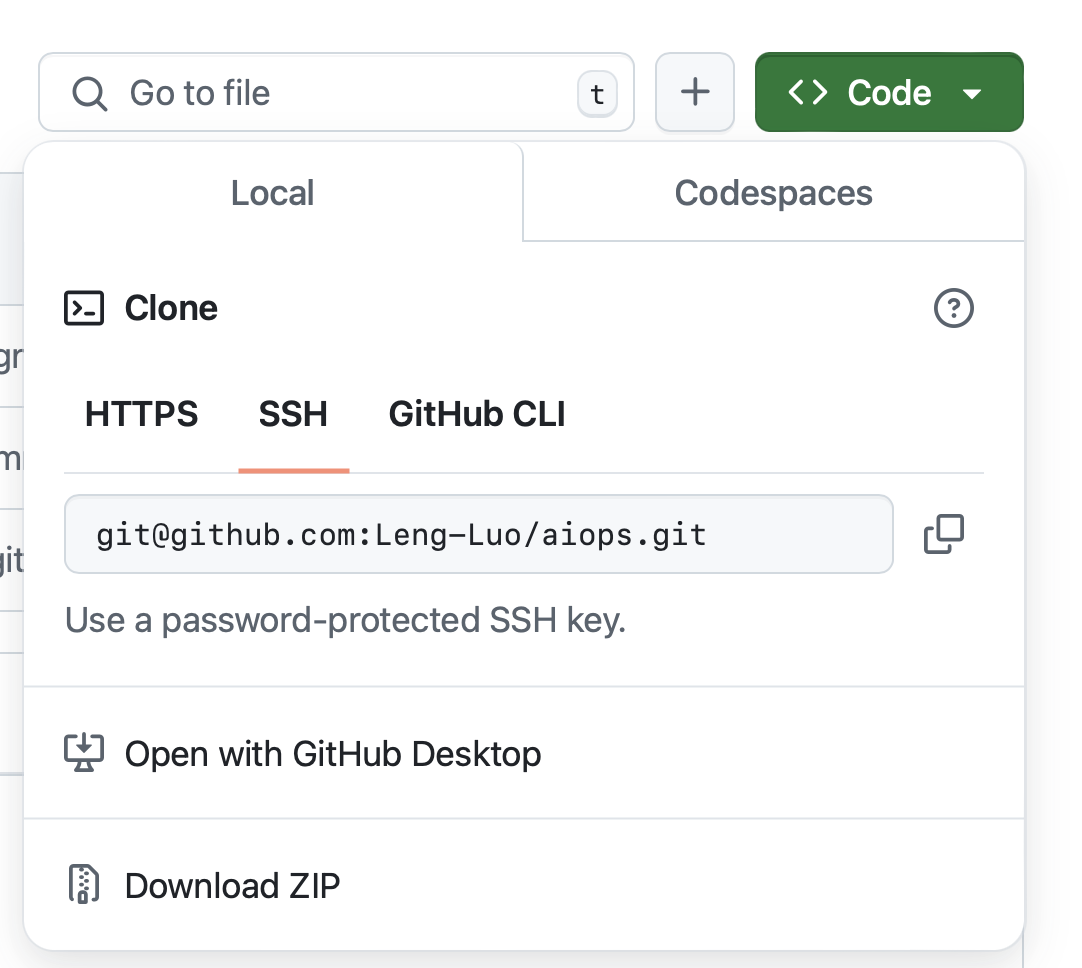 Go to file
t
Code
Local
Codespaces
Clone
HTTPS
SSH
GitHub CLI
git@github.com:Leng-Luo/aiops.git
Use a password-protected SSH key.
Open with GitHub Desktop
Download ZIP